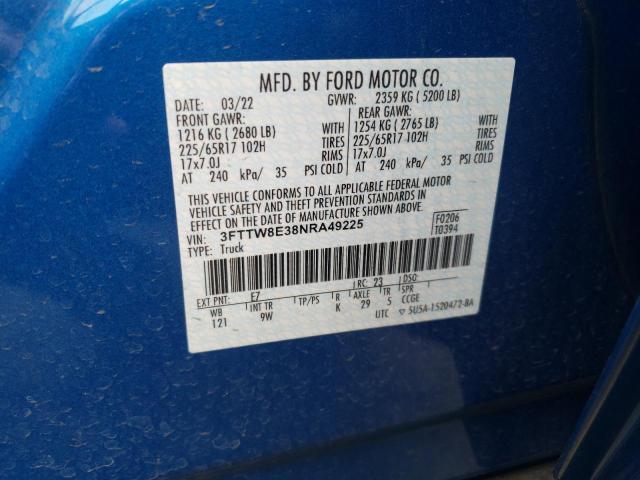 MFD. BY FORD MOTOR CO.
DATE: 03/22 GVWR: 2359 KG ( 5200 LB)
FRONT GAWR: REAR GAWR:
1216 KG ( 2680 LB) WITH 1254 KG ( 2765 LB) WITH
225/65R17 102H TIRES 225/65R17 102H TIRES
17x7.0J RIMS 17x7.0J RIMS
AT 240 kPa/ 35 PSI COLD AT 240 kPa/ 35 PSI COLD
THIS VEHICLE CONFORMS TO ALL APPLICABLE FEDERAL MOTOR
VEHICLE SAFETY AND THEFT PREVENTION STANDARDS IN
EFFECT ON THE DATE OF MANUFACTURE SHOWN ABOVE.
VIN: 3FTTW8E38NRA49225 F0206
TYPE: Truck T0394
EXT PNT: E7 RC: 23 DSO:
WB INT TR TP/PS R AXLE TR SPR
121 9W K 29 5 CCGE
UTC ▽ 5U5A-1520472-BA